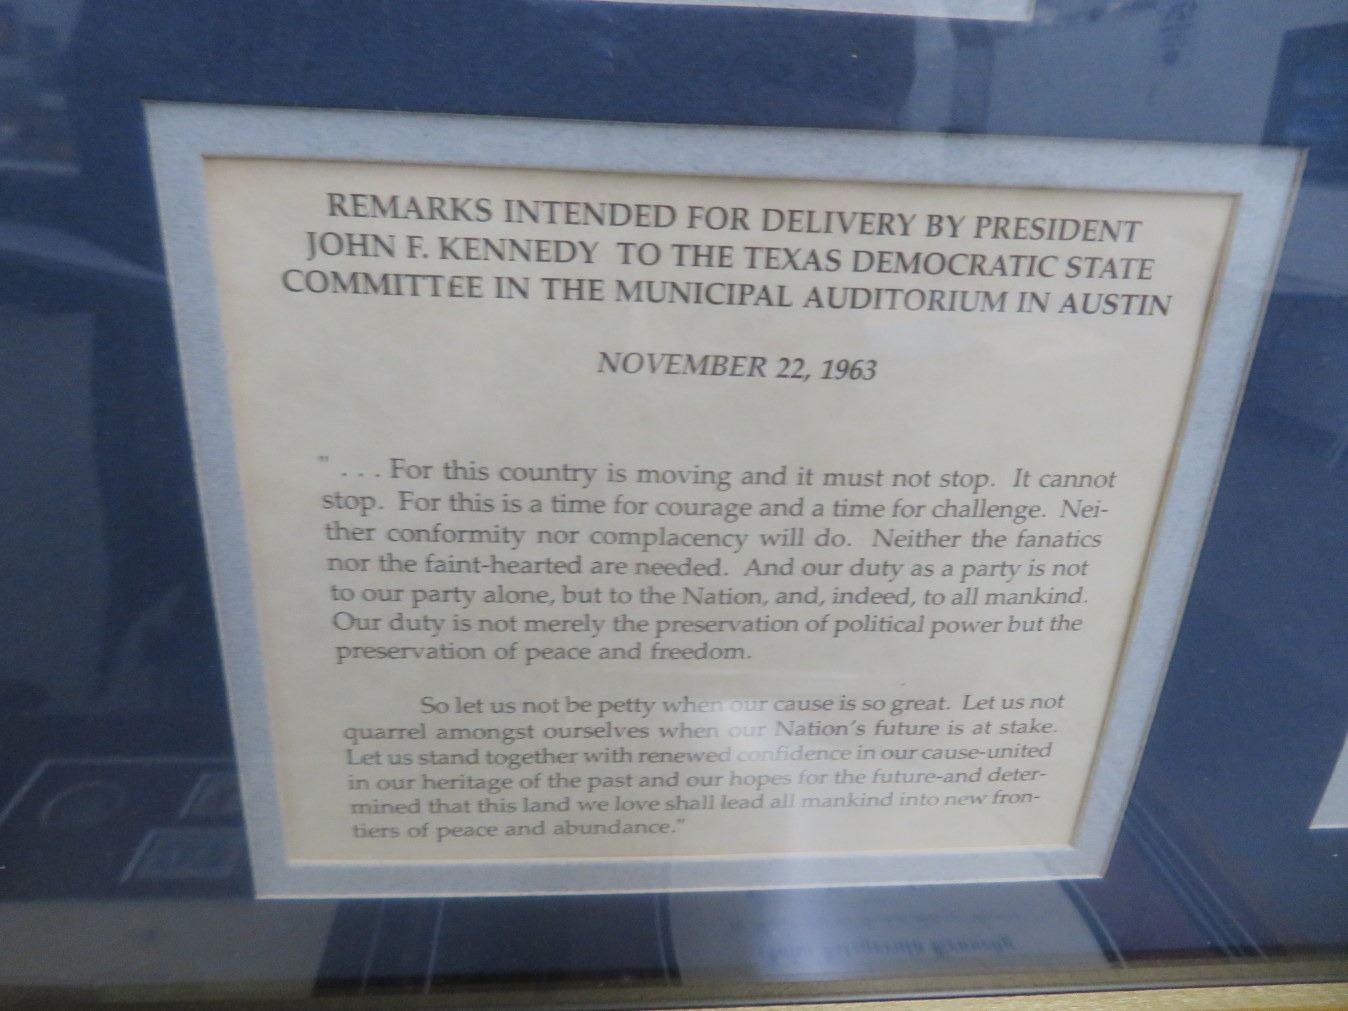 REMARKS INTENDED FOR DELIVERY BY PRESIDENT
JOHN F. KENNEDY TO THE TEXAS DEMOCRATIC STATE
COMMITTEE IN THE MUNICIPAL AUDITORIUM IN AUSTIN
NOVEMBER 22, 1963
" . . . For this country is moving and it must not stop. It cannot
stop. For this is a time for courage and a time for challenge. Nei-
ther conformity nor complacency will do. Neither the fanatics
nor the faint-hearted are needed. And our duty as a party is not
to our party alone, but to the Nation, and, indeed, to all mankind.
Our duty is not merely the preservation of political power but the
preservation of peace and freedom.
So let us not be petty when our cause is so great. Let us not
quarrel amongst ourselves when our Nation's future is at stake.
Let us stand together with renewed confidence in our cause-united
in our heritage of the past and our hopes for the future-and deter-
mined that this land we love shall lead all mankind into new fron-
tiers of peace and abundance."